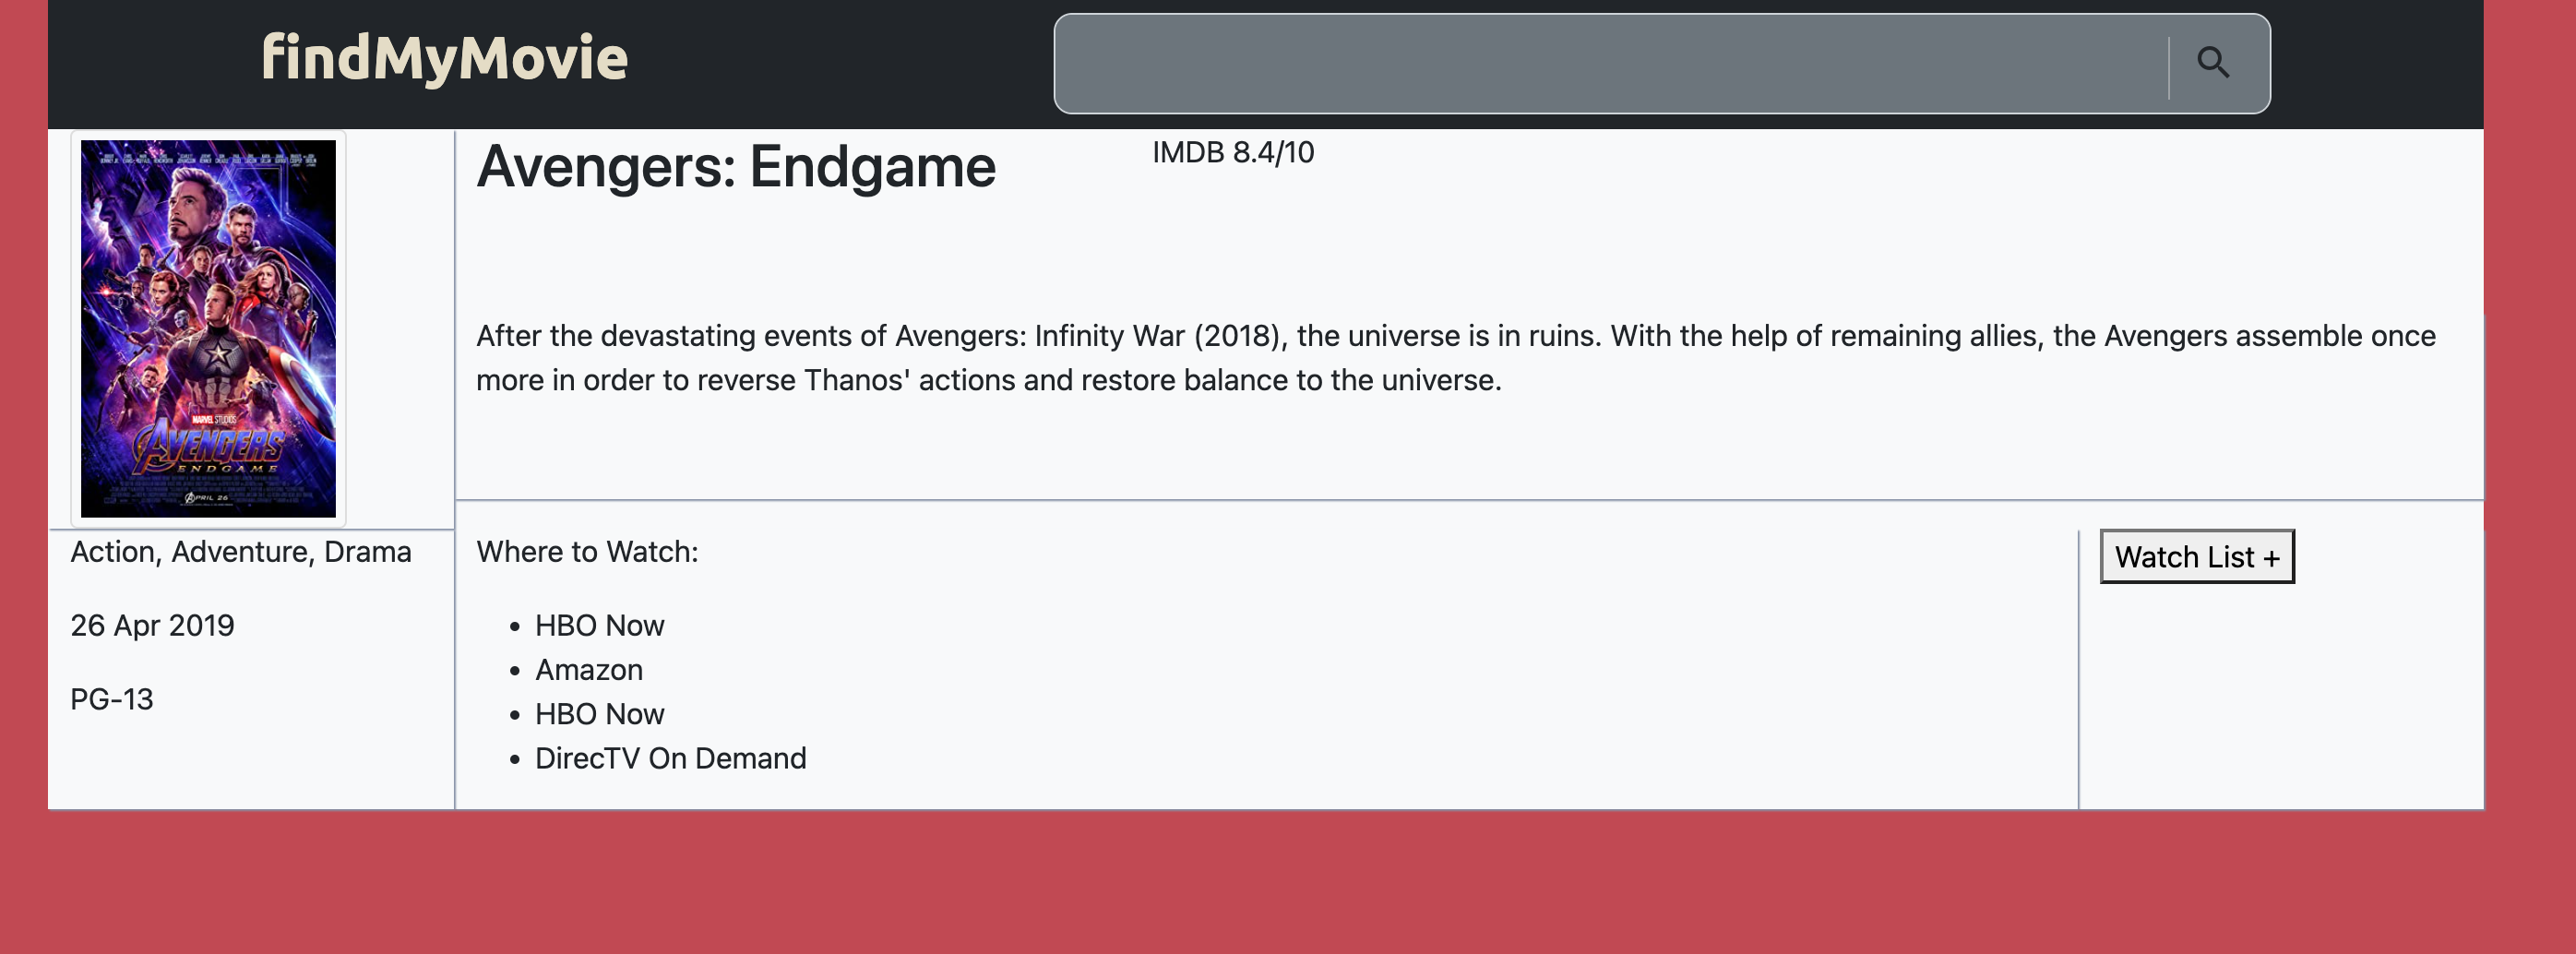 findMyMovie
Avengers: Endgame
IMDB 8.4/10
MARVEL STUDIOS
AVENGERS
ENDGAME
APRIL 26
After the devastating events of Avengers: Infinity War (2018), the universe is in ruins. With the help of remaining allies, the Avengers assemble once
more in order to reverse Thanos' actions and restore balance to the universe.
Action, Adventure, Drama
26 Apr 2019
PG-13
Where to Watch:
• HBO Now
• Amazon
• HBO Now
• DirecTV On Demand
Watch List +